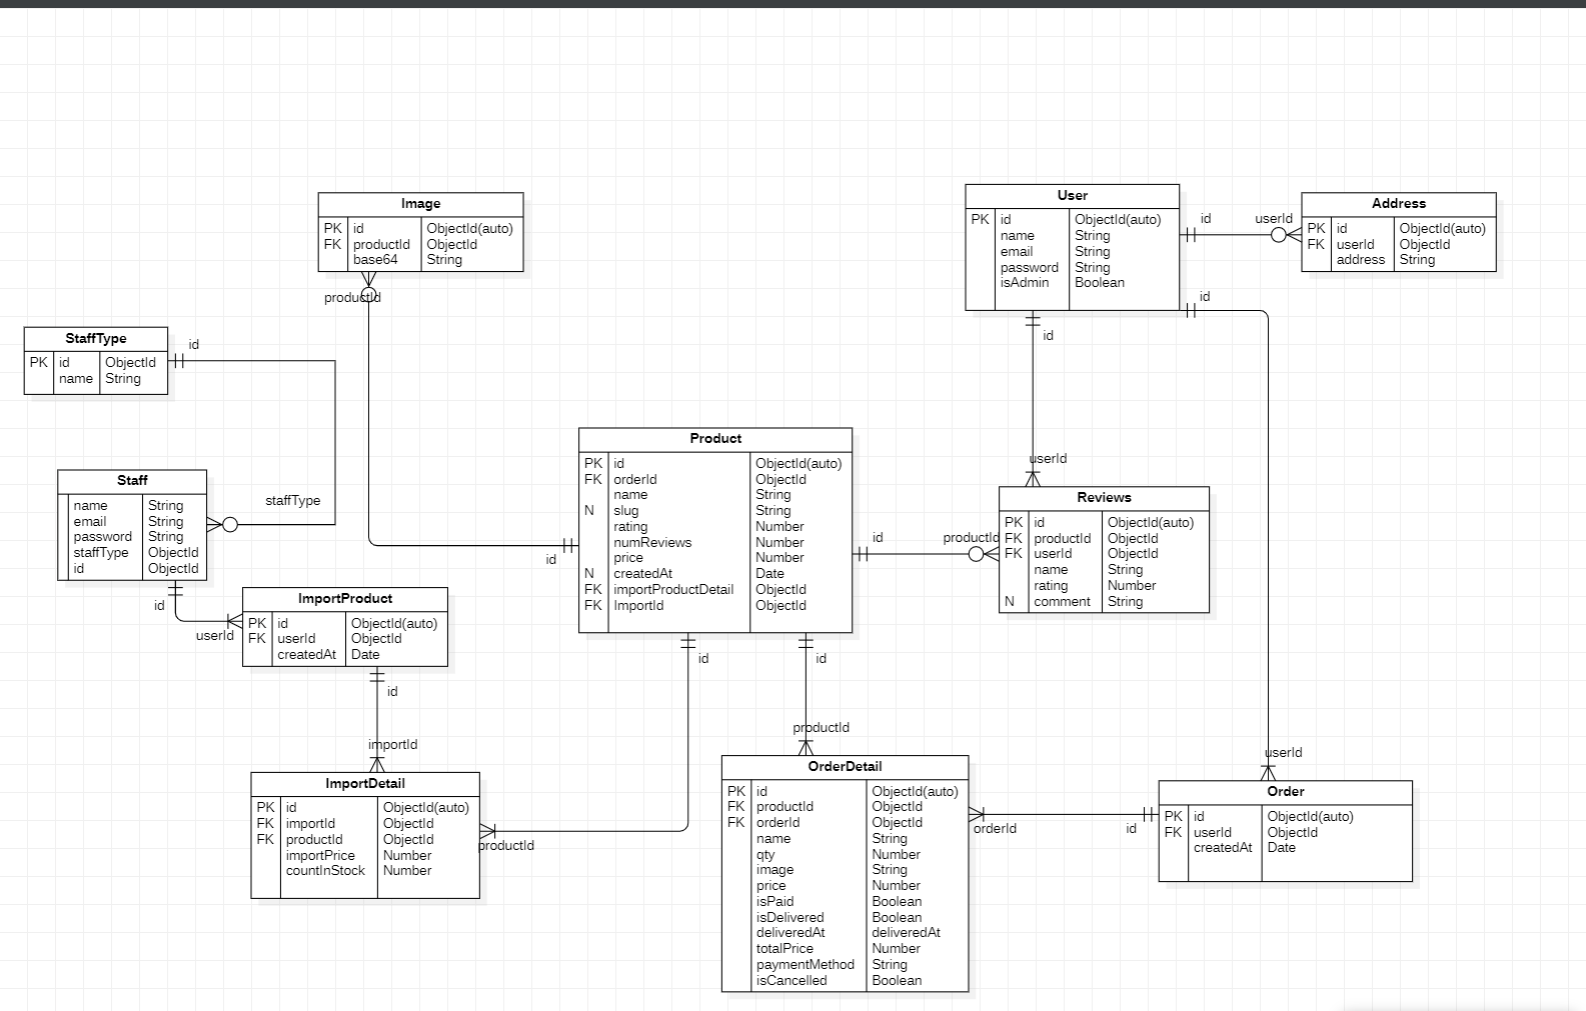 Image
PK id ObjectId(auto)
FK productId ObjectId
base64 String
productId
User
PK id ObjectId(auto)
name String
email String
password String
isAdmin Boolean
id
userId
id
id
Address
PK id ObjectId(auto)
FK userId ObjectId
address String
StaffType
PK id ObjectId
name String
id
Staff
name String
email String
password String
staffType ObjectId
id ObjectId
staffType
id
userId
Product
PK id ObjectId(auto)
FK orderId ObjectId
name String
N slug String
rating Number
numReviews Number
price Number
N createdAt Date
FK importProductDetail ObjectId
FK ImportId ObjectId
id
id
productId
id
id
userId
Reviews
PK id ObjectId(auto)
FK productId ObjectId
FK userId ObjectId
name String
rating Number
N comment String
ImportProduct
PK id ObjectId(auto)
FK userId ObjectId
createdAt Date
id
importId
ImportDetail
PK id ObjectId(auto)
FK importId ObjectId
FK productId ObjectId
importPrice Number
countInStock Number
productId
productId
OrderDetail
PK id ObjectId(auto)
FK productId ObjectId
FK orderId ObjectId
name String
qty Number
image String
price Number
isPaid Boolean
isDelivered Boolean
deliveredAt deliveredAt
totalPrice Number
paymentMethod String
isCancelled Boolean
orderId
id
userId
Order
PK id ObjectId(auto)
FK userId ObjectId
createdAt Date